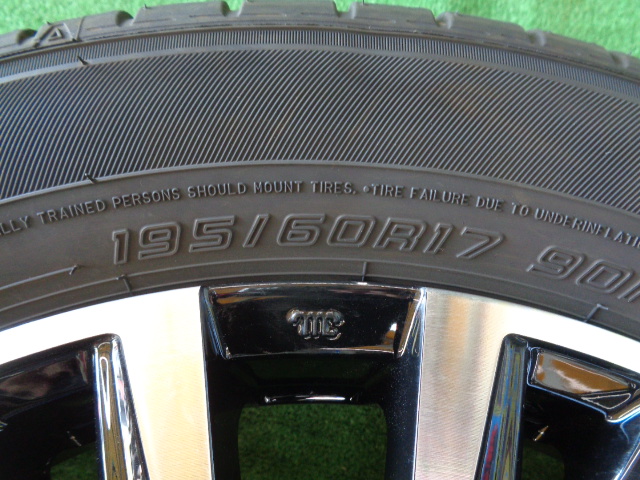 A
LLY TRAINED PERSONS SHOULD MOUNT TIRES. •TIRE FAILURE DUE TO UNDERINFLAT
195/60R17 90